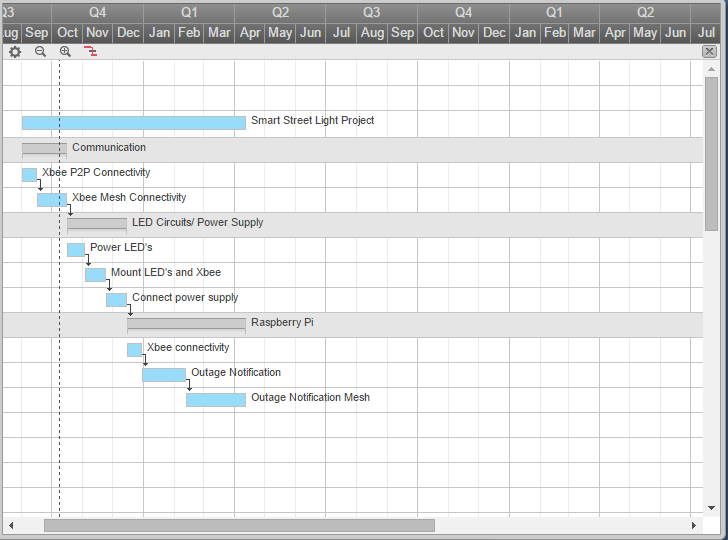 Q3 Q4 Q1 Q2 Q3 Q4 Q1 Q2
Sep Oct Nov Dec Jan Feb Mar Apr May Jun Jul Aug Sep Oct Nov Dec Jan Feb Mar Apr May Jun Jul
Smart Street Light Project
Communication
Xbee P2P Connectivity
Xbee Mesh Connectivity
LED Circuits/ Power Supply
Power LED's
Mount LED's and Xbee
Connect power supply
Raspberry Pi
Xbee connectivity
Outage Notification
Outage Notification Mesh